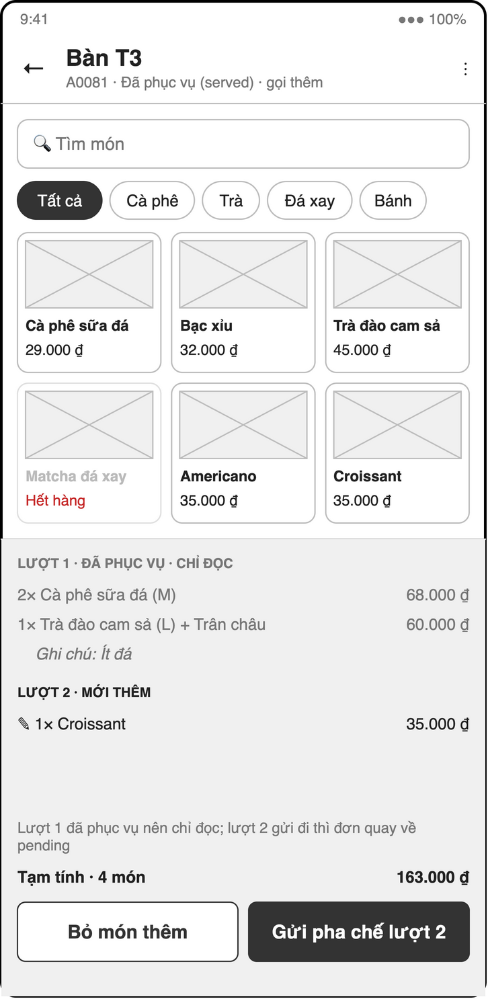 9:41
100%
Bàn T3
A0081 · Đã phục vụ (served) · gọi thêm
Tìm món
Tất cả
Cà phê
Trà
Đá xay
Bánh
Cà phê sữa đá
Bạc xỉu
Trà đào cam sả
29.000 ₫
32.000 ₫
45.000 ₫
Matcha đá xay
Americano
Croissant
Hết hàng
35.000 ₫
35.000 ₫
LƯỢT 1 · ĐÃ PHỤC VỤ · CHỈ ĐỌC
2× Cà phê sữa đá (M) 68.000 ₫
1× Trà đào cam sả (L) + Trân châu 60.000 ₫
Ghi chú: Ít đá
LƯỢT 2 · MỚI THÊM
✎ 1× Croissant 35.000 ₫
Lượt 1 đã phục vụ nên chỉ đọc; lượt 2 gửi đi thì đơn quay về
pending
Tạm tính · 4 món 163.000 ₫
Bỏ món thêm
Gửi pha chế lượt 2